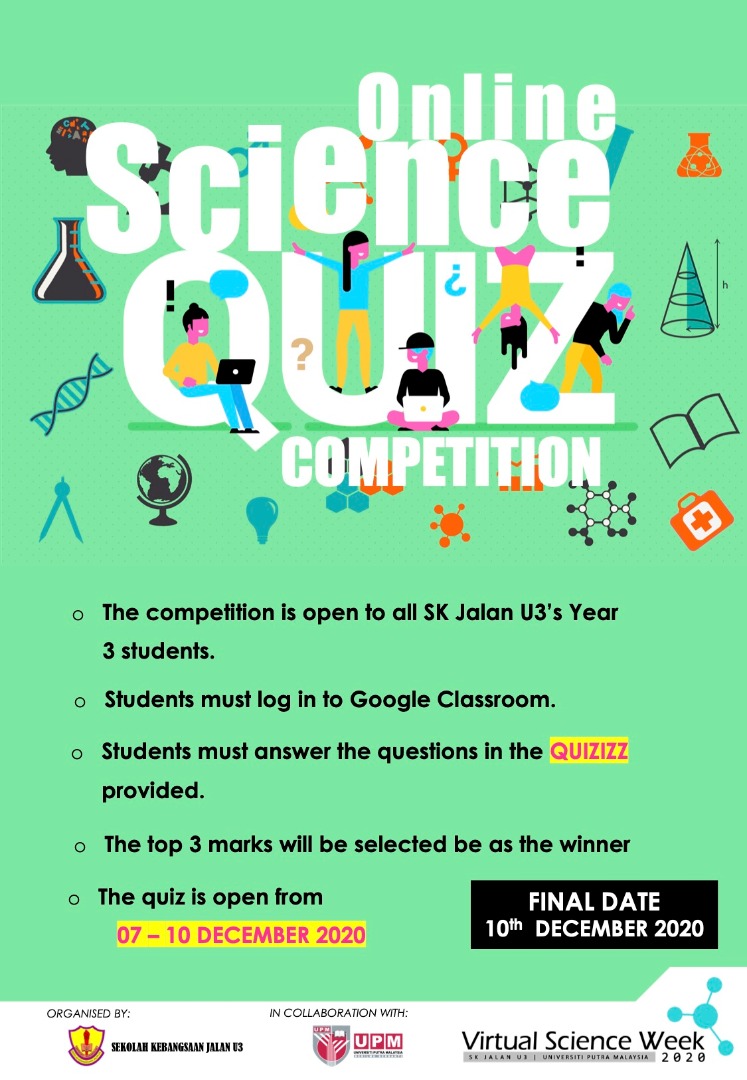 Online
Science
QUIZ
COMPETITION
! ? ¿ !
h
o The competition is open to all SK Jalan U3's Year
3 students.
o Students must log in to Google Classroom.
o Students must answer the questions in the QUIZIZZ
provided.
o The top 3 marks will be selected be as the winner
o The quiz is open from
07 – 10 DECEMBER 2020
FINAL DATE
10th DECEMBER 2020
ORGANISED BY:
SEKOLAH KEBANGSAAN JALAN U3
IN COLLABORATION WITH:
UPM
UPM
UNIVERSITI PUTRA MALAYSIA
Virtual Science Week
SK JALAN U3 | UNIVERSITI PUTRA MALAYSIA 2020